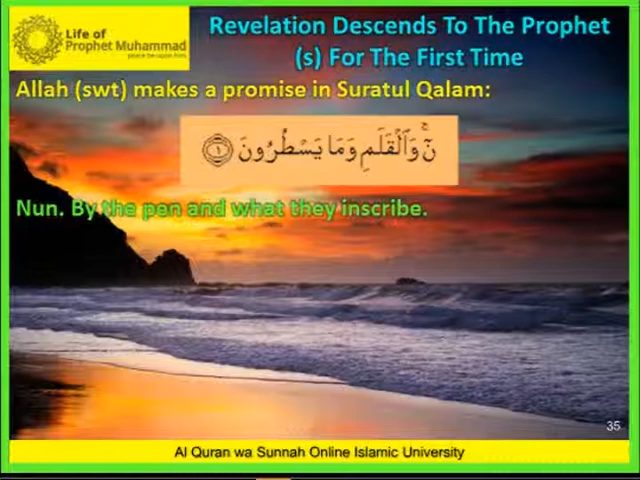 Life of
Prophet Muhammad
peace be upon him
Revelation Descends To The Prophet
(s) For The First Time
Allah (swt) makes a promise in Suratul Qalam:
نٓ ۚ وَٱلْقَلَمِ وَمَا يَسْطُرُونَ ١
Nun. By the pen and what they inscribe.
35
Al Quran wa Sunnah Online Islamic University